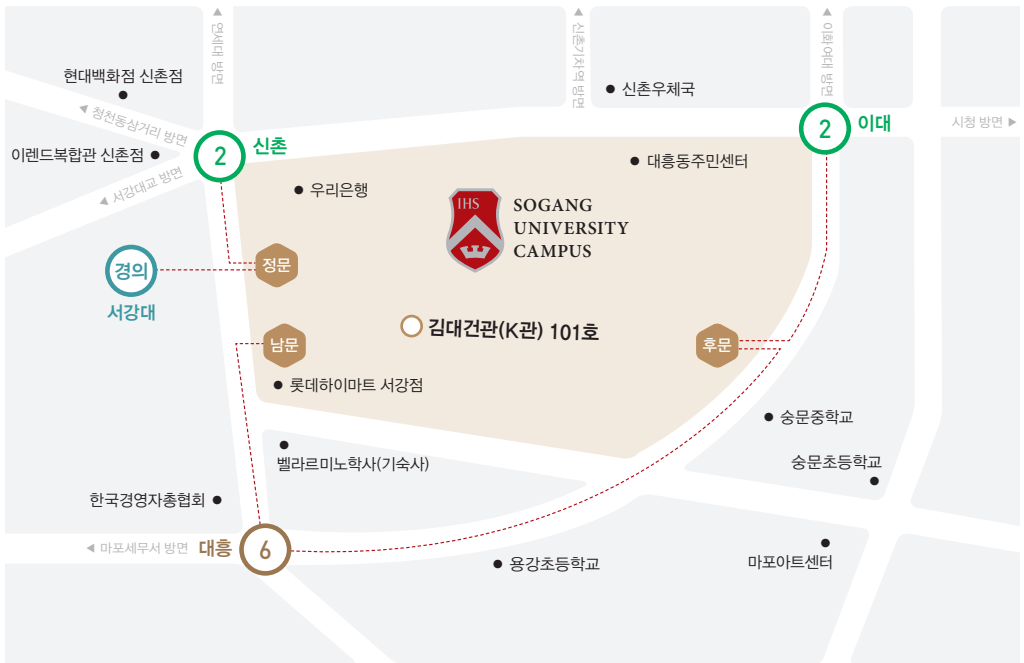 ▲ 연세대 방면
▲ 신촌기차역 방면
▲ 이화여대 방면
현대백화점 신촌점
신촌우체국
◀ 청천동삼거리 방면
2
이대
시청 방면 ▶
이렌드복합관 신촌점
2
신촌
대흥동주민센터
◀ 서강대교 방면
우리은행
IHS
SOGANG
UNIVERSITY
CAMPUS
경의
서강대
정문
김대건관(K관) 101호
남문
후문
롯데하이마트 서강점
숭문중학교
벨라르미노학사(기숙사)
숭문초등학교
한국경영자총협회
◀ 마포세무서 방면
대흥
6
용강초등학교
마포아트센터